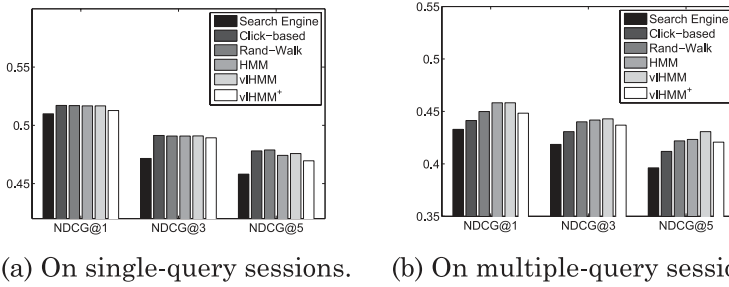 0.55
0.5
0.45
Search Engine
Click-based
Rand-Walk
HMM
vlHMM
vlHMM+
NDCG@1 NDCG@3 NDCG@5
(a) On single-query sessions.
0.55
0.5
0.45
0.4
0.35
Search Engine
Click-based
Rand-Walk
HMM
vlHMM
vlHMM+
NDCG@1 NDCG@3 NDCG@5
(b) On multiple-query sessio